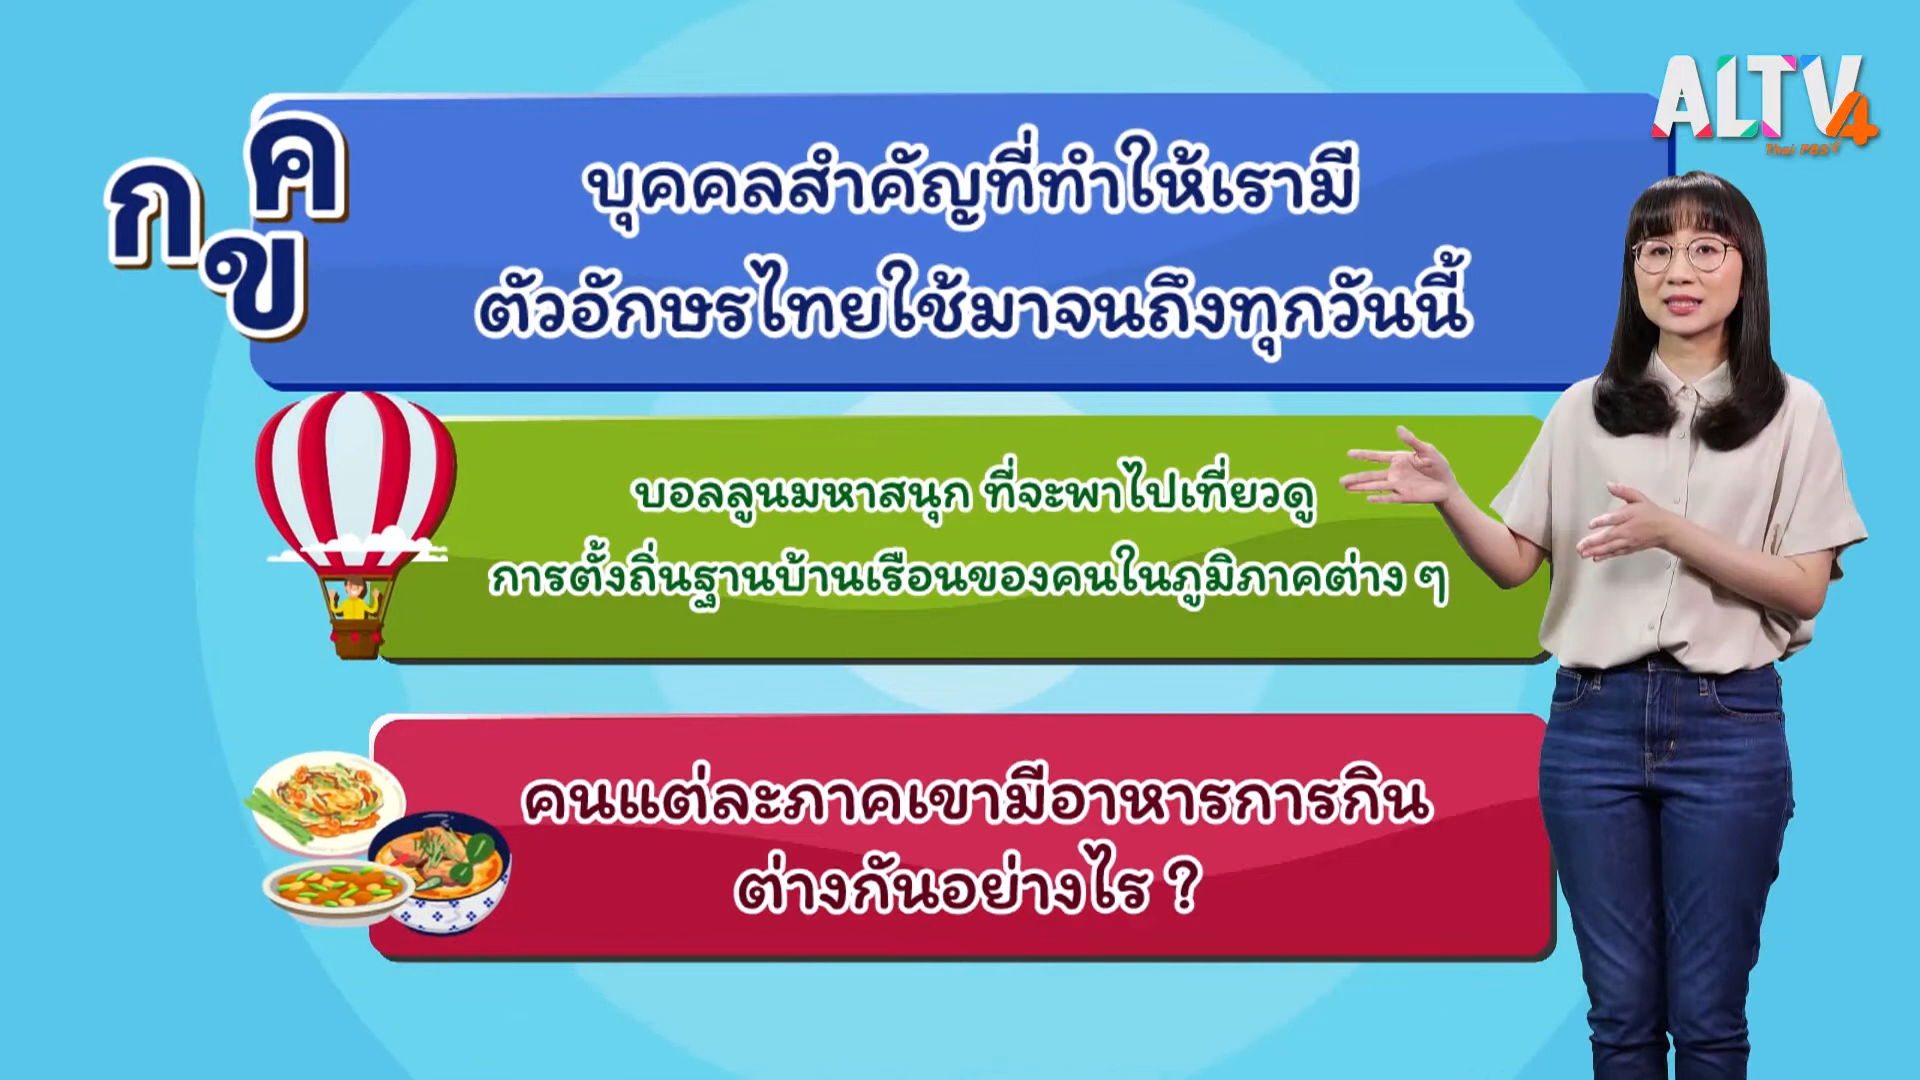 ก
ค
ข
บุคคลสำคัญที่ทำให้เรามี
ตัวอักษรไทยใช้มาจนถึงทุกวันนี้
บอลลูนมหาสนุก ที่จะพาไปเที่ยวดู
การตั้งถิ่นฐานบ้านเรือนของคนในภูมิภาคต่าง ๆ
คนแต่ละภาคเขามีอาหารการกิน
ต่างกันอย่างไร ?
ALTV4
Thai PBS